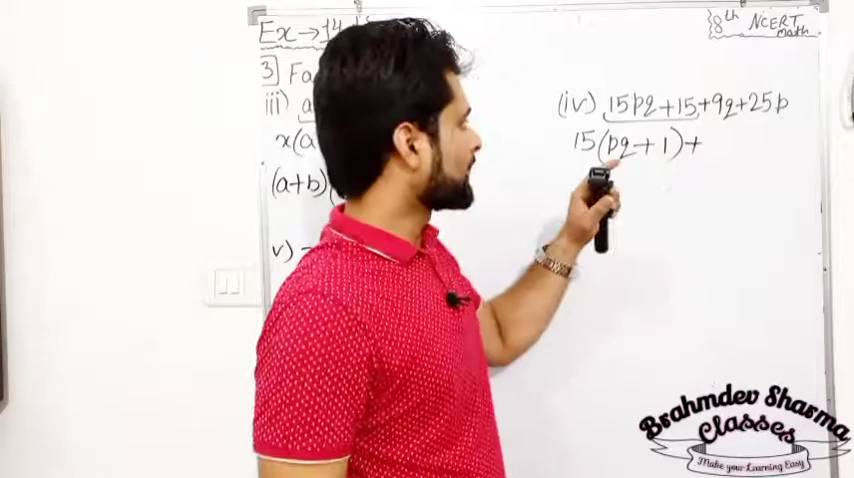 Ex→14.
8th NCERT
math
3 Fa
iii) a
x(a
(a+b)(
v) -
(iv) 15pq+15+9q+25p
15(pq+1)+
Brahmdev Sharma
Classes
Make your Learning Easy